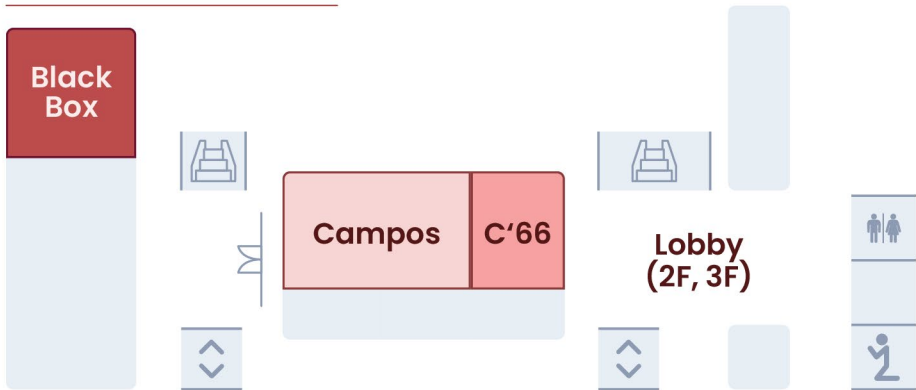 Black
Box
Campos
C‘66
Lobby
(2F, 3F)